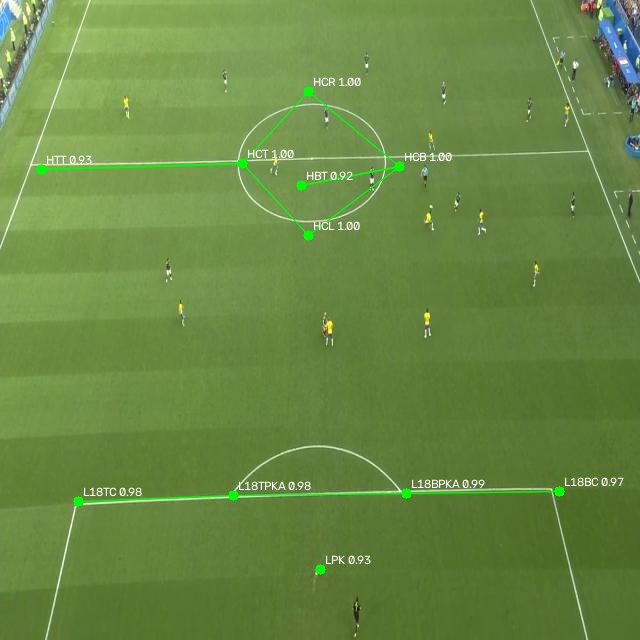 HCR 1.00
HTT 0.93
HCT 1.00
HCB 1.00
HBT 0.92
HCL 1.00
L18TC 0.98
L18TPKA 0.98
L18BPKA 0.99
L18BC 0.97
LPK 0.93